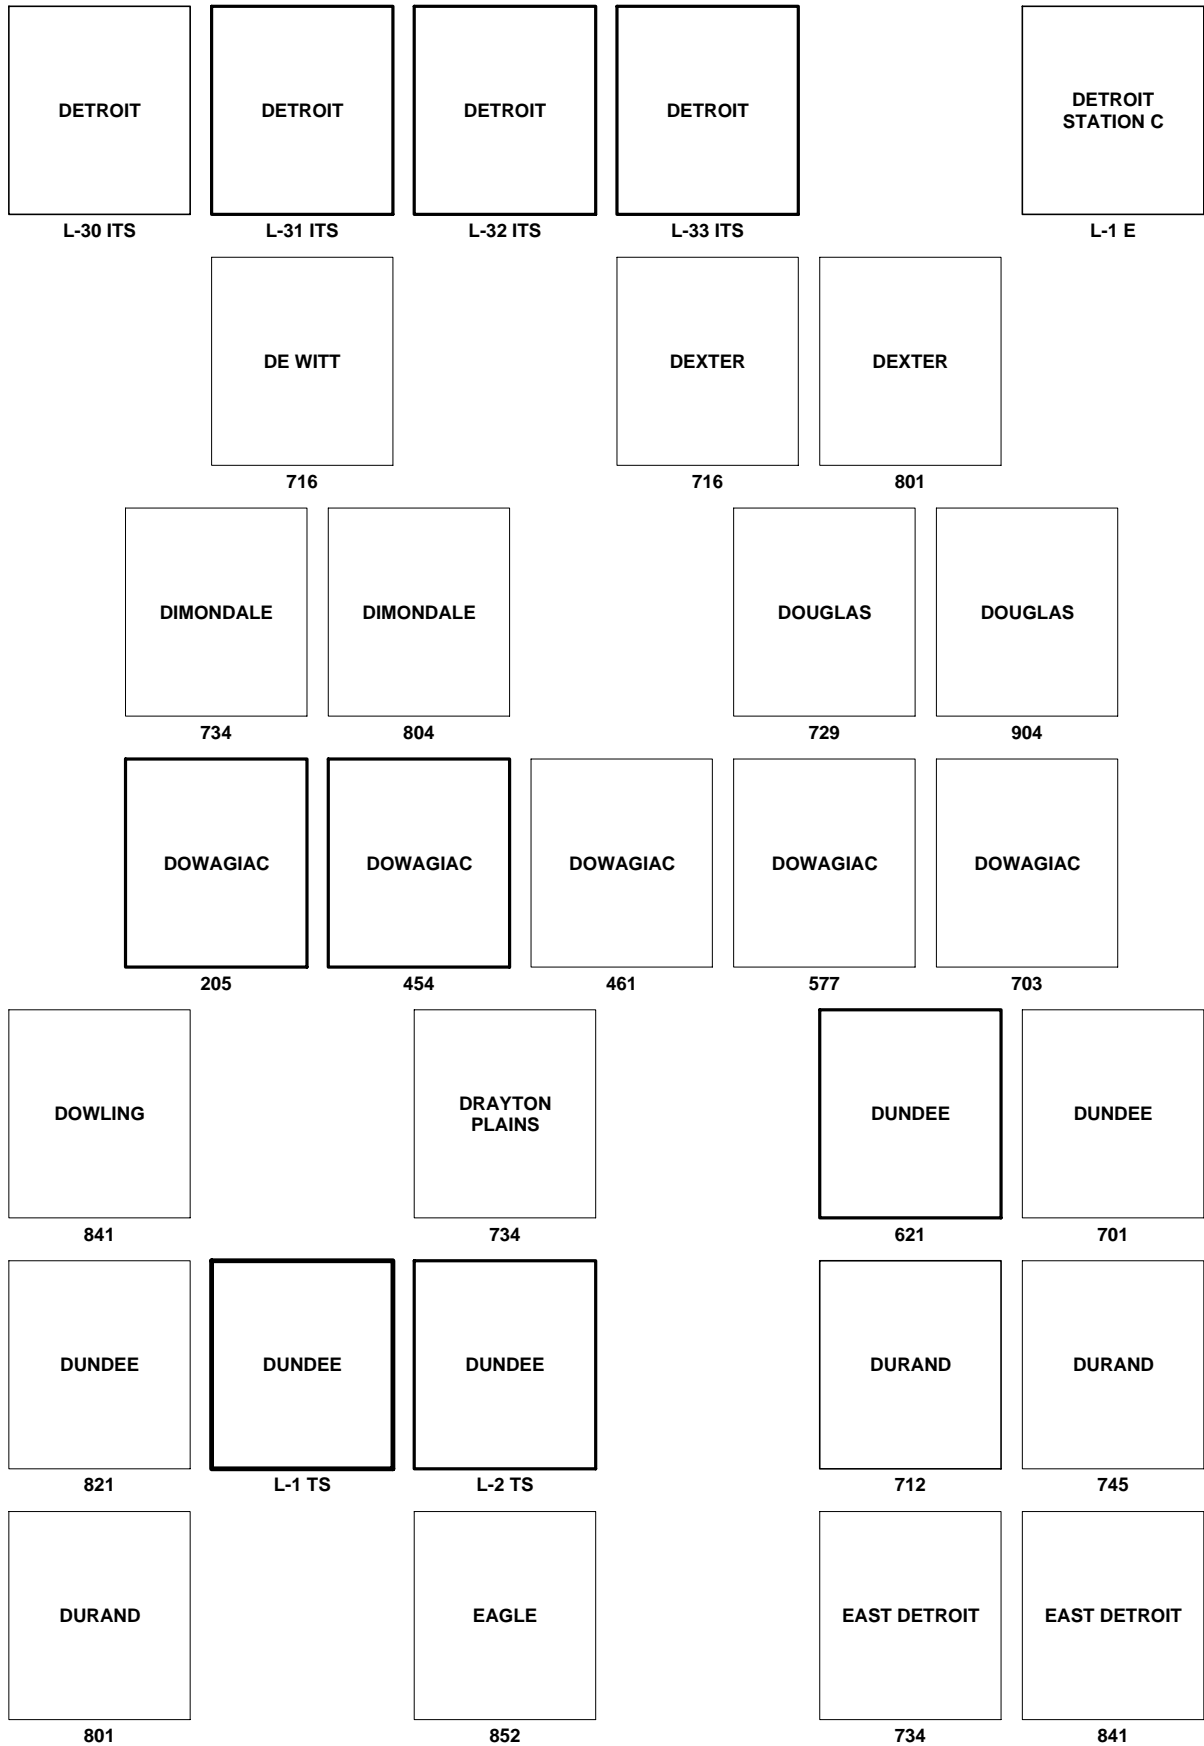 DETROIT
DETROIT
DETROIT
DETROIT
DETROIT
STATION C
L-30 ITS
L-31 ITS
L-32 ITS
L-33 ITS
L-1 E
DE WITT
DEXTER
DEXTER
716
716
801
DIMONDALE
DIMONDALE
DOUGLAS
DOUGLAS
734
804
729
904
DOWAGIAC
DOWAGIAC
DOWAGIAC
DOWAGIAC
DOWAGIAC
205
454
461
577
703
DOWLING
DRAYTON
PLAINS
DUNDEE
DUNDEE
841
734
621
701
DUNDEE
DUNDEE
DUNDEE
DURAND
DURAND
821
L-1 TS
L-2 TS
712
745
DURAND
EAGLE
EAST DETROIT
EAST DETROIT
801
852
734
841